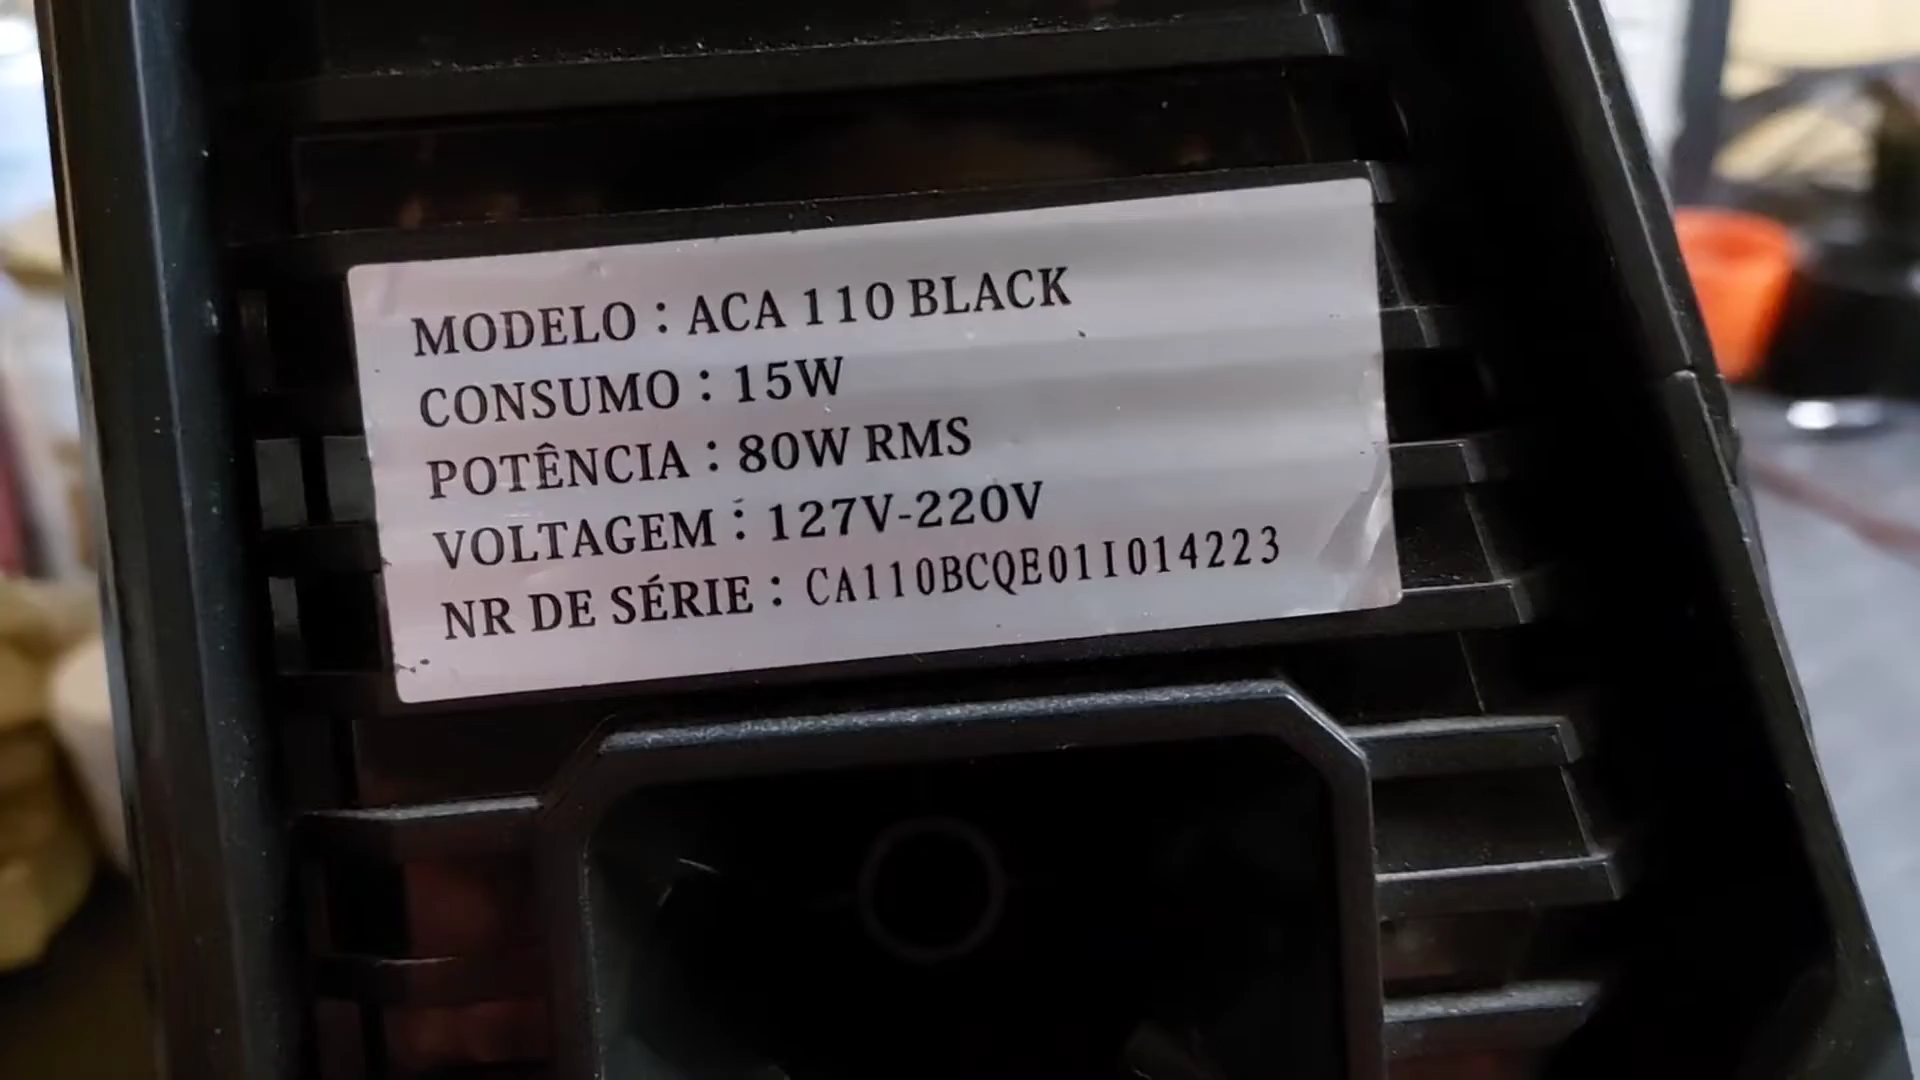 MODELO : ACA 110 BLACK
CONSUMO : 15W
POTÊNCIA : 80W RMS
VOLTAGEM : 127V-220V
NR DE SÉRIE : CA110BCQE01I014223